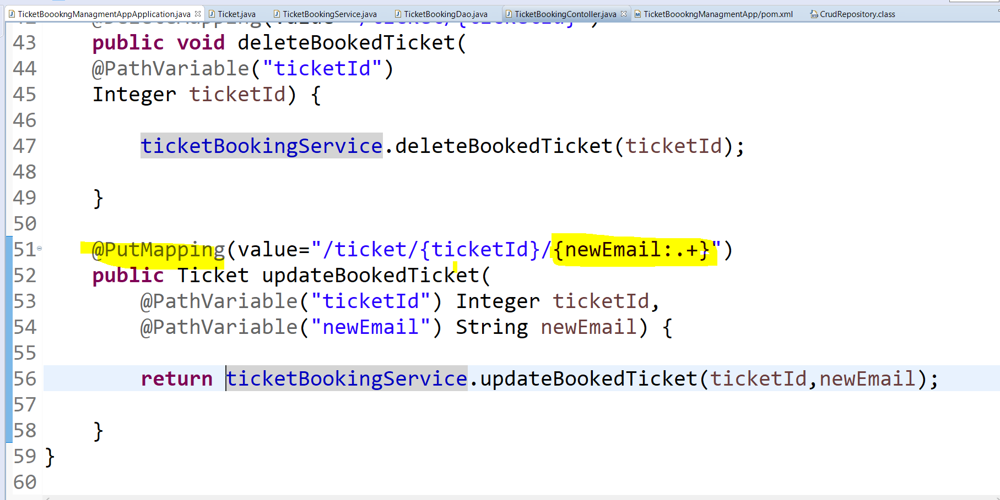 TicketBoookngManagmentAppApplication.java Ticket.java TicketBookingService.java TicketBookingDao.java TicketBookingContoller.java TicketBoookngManagmentApp/pom.xml CrudRepository.class
43 public void deleteBookedTicket(
44 @PathVariable("ticketId")
45 Integer ticketId) {
46
47 ticketBookingService.deleteBookedTicket(ticketId);
48
49 }
50
51 @PutMapping(value="/ticket/{ticketId}/{newEmail:.+}")
52 public Ticket updateBookedTicket(
53 @PathVariable("ticketId") Integer ticketId,
54 @PathVariable("newEmail") String newEmail) {
55
56 return ticketBookingService.updateBookedTicket(ticketId,newEmail);
57
58 }
59 }
60